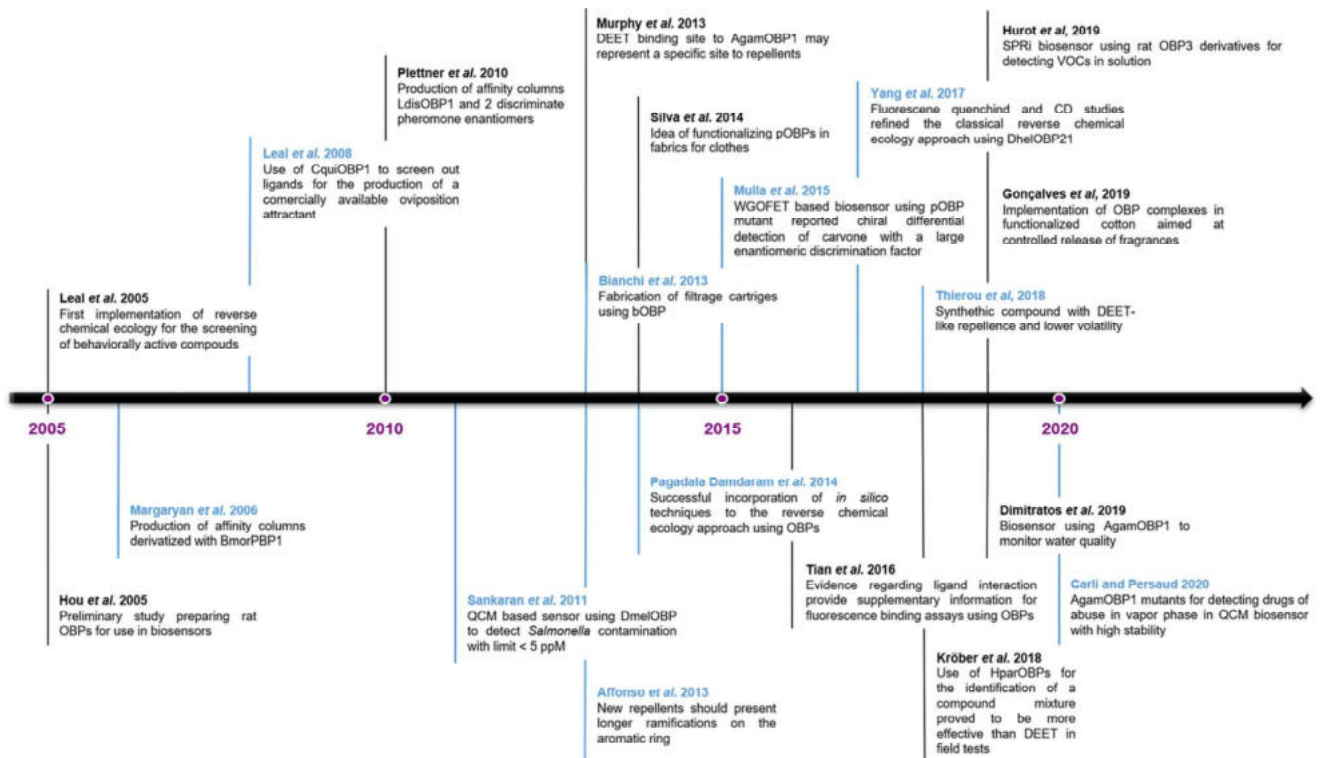 Murphy et al. 2013
DEET binding site to AgamOBP1 may
represent a specific site to repellents
Hurot et al, 2019
SPRi biosensor using rat OBP3 derivatives for
detecting VOCs in solution
Plettner et al. 2010
Production of affinity columns
LdisOBP1 and 2 discriminate
pheromone enantiomers
Yang et al. 2017
Fluorescene quenchind and CD studies
refined the classical reverse chemical
ecology approach using DhelOBP21
Silva et al. 2014
Idea of functionalizing pOBPs in
fabrics for clothes
Leal et al. 2008
Use of CquiOBP1 to screen out
ligands for the production of a
comercially available oviposition
attractant
Mulla et al. 2015
WGOFET based biosensor using pOBP
mutant reported chiral differential
detection of carvone with a large
enantiomeric discrimination factor
Gonçalves et al, 2019
Implementation of OBP complexes in
functionalized cotton aimed at
controlled release of fragrances
Bianchi et al. 2013
Fabrication of filtrage cartriges
using bOBP
Thierou et al, 2018
Synthethic compound with DEET-
like repellence and lower volatility
Leal et al. 2005
First implementation of reverse
chemical ecology for the screening
of behaviorally active compouds
2005
2010
2015
2020
Margaryan et al. 2006
Production of affinity columns
derivatized with BmorPBP1
Pagadala Damdaram et al. 2014
Successful incorporation of in silico
techniques to the reverse chemical
ecology approach using OBPs
Dimitratos et al. 2019
Biosensor using AgamOBP1 to
monitor water quality
Hou et al. 2005
Preliminary study preparing rat
OBPs for use in biosensors
Sankaran et al. 2011
QCM based sensor using DmelOBP
to detect Salmonella contamination
with limit < 5 ppM
Tian et al. 2016
Evidence regarding ligand interaction
provide supplementary information for
fluorescence binding assays using OBPs
Carli and Persaud 2020
AgamOBP1 mutants for detecting drugs of
abuse in vapor phase in QCM biosensor
with high stability
Affonso et al. 2013
New repellents should present
longer ramifications on the
aromatic ring
Kröber et al. 2018
Use of HparOBPs for
the identification of a
compound mixture
proved to be more
effective than DEET in
field tests